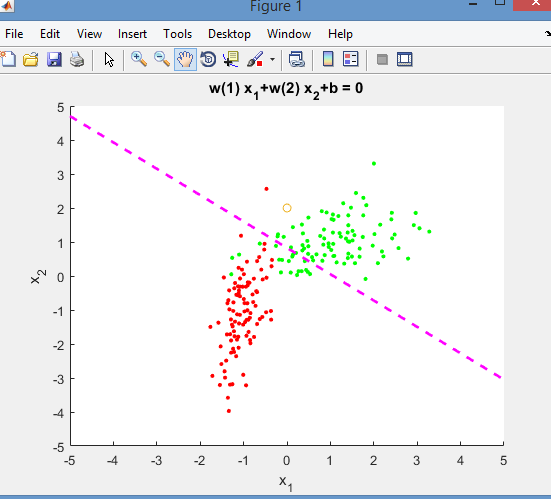 Figure 1
File Edit View Insert Tools Desktop Window Help
w(1) x1+w(2) x2+b = 0
5
4
3
2
1
0
-1
-2
-3
-4
-5
x2
-5 -4 -3 -2 -1 0 1 2 3 4 5
x1